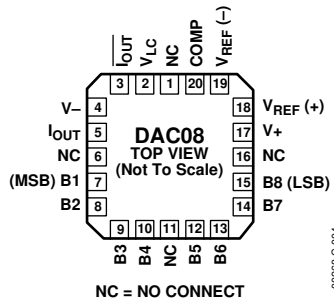 I̅O̅U̅T̅
VLC
NC
COMP
VREF (–)
3 2 1 20 19
V– 4
IOUT 5
NC 6
(MSB) B1 7
B2 8
DAC08
TOP VIEW
(Not To Scale)
18 VREF (+)
17 V+
16 NC
15 B8 (LSB)
14 B7
9 10 11 12 13
B3
B4
NC
B5
B6
NC = NO CONNECT